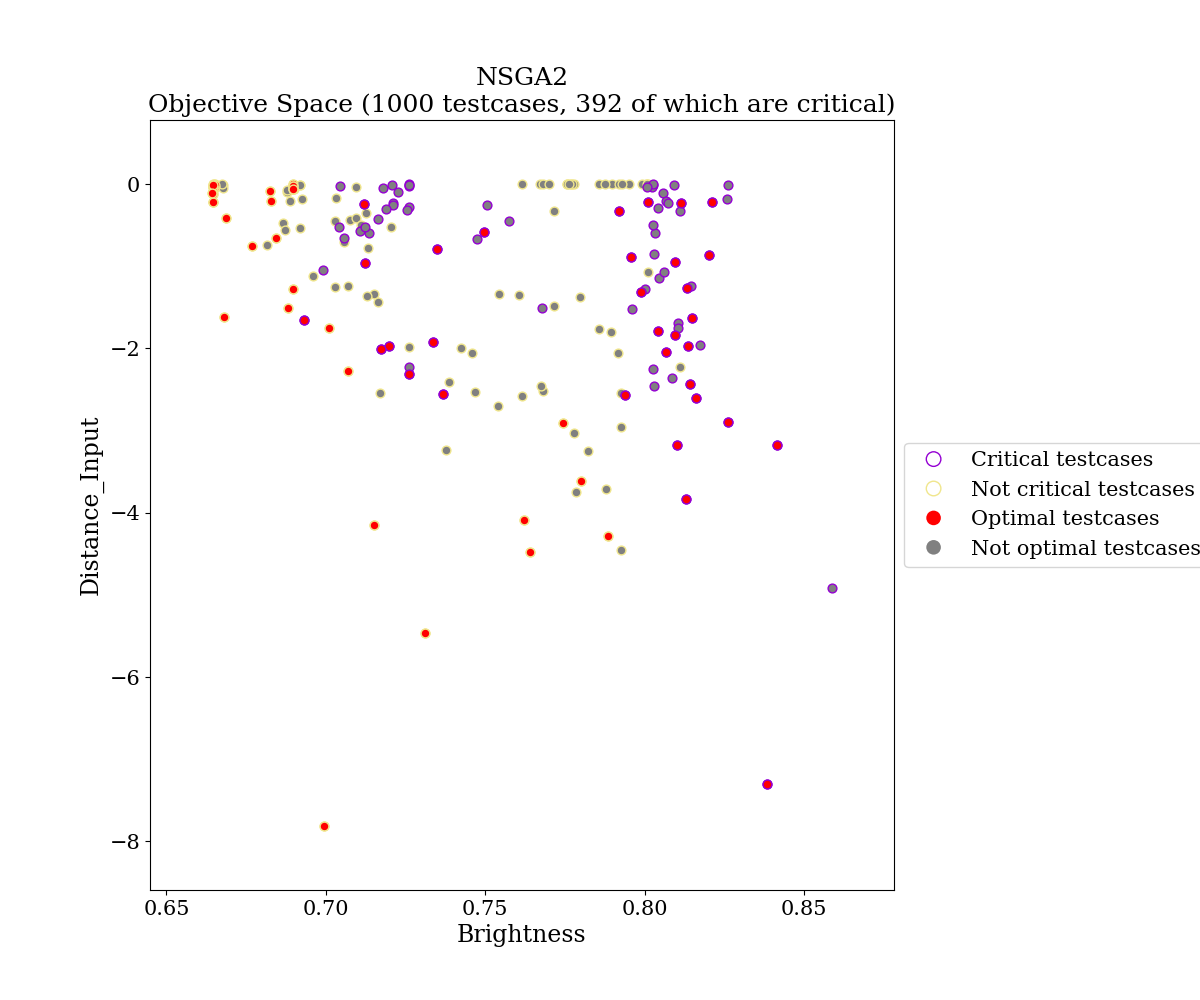 NSGA2
Objective Space (1000 testcases, 392 of which are critical)
0
−2
−4
−6
−8
Distance_Input
0.65
0.70
0.75
0.80
0.85
Brightness
Critical testcases
Not critical testcases
Optimal testcases
Not optimal testcases